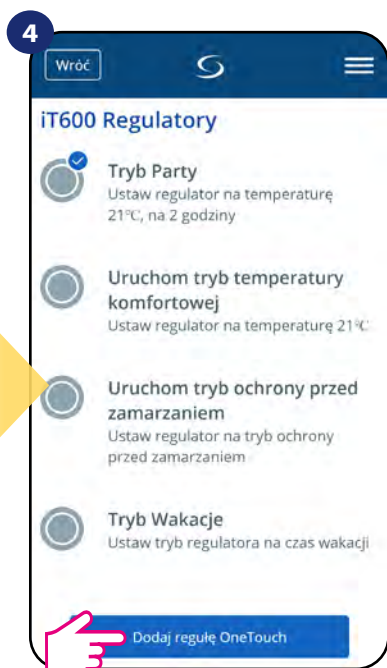 4
Wróć
iT600 Regulatory
Tryb Party
Ustaw regulator na temperaturę
21°C, na 2 godziny
Uruchom tryb temperatury
komfortowej
Ustaw regulator na temperaturę 21°C
Uruchom tryb ochrony przed
zamarzaniem
Ustaw regulator na tryb ochrony
przed zamarzaniem
Tryb Wakacje
Ustaw tryb regulatora na czas wakacji
Dodaj regułę OneTouch